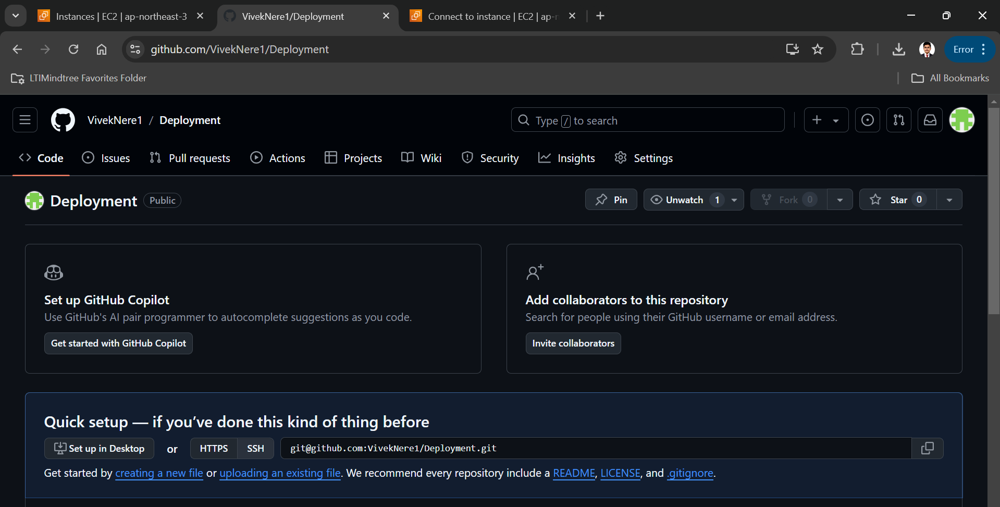 Instances | EC2 | ap-northeast-3
VivekNere1/Deployment
Connect to instance | EC2 | ap-n
github.com/VivekNere1/Deployment
Error
LTIMindtree Favorites Folder
All Bookmarks
VivekNere1 / Deployment
Type / to search
Code
Issues
Pull requests
Actions
Projects
Wiki
Security
Insights
Settings
Deployment
Public
Pin
Unwatch 1
Fork 0
Star 0
Set up GitHub Copilot
Use GitHub's AI pair programmer to autocomplete suggestions as you code.
Get started with GitHub Copilot
Add collaborators to this repository
Search for people using their GitHub username or email address.
Invite collaborators
Quick setup — if you’ve done this kind of thing before
Set up in Desktop or HTTPS SSH git@github.com:VivekNere1/Deployment.git
Get started by creating a new file or uploading an existing file. We recommend every repository include a README, LICENSE, and .gitignore.